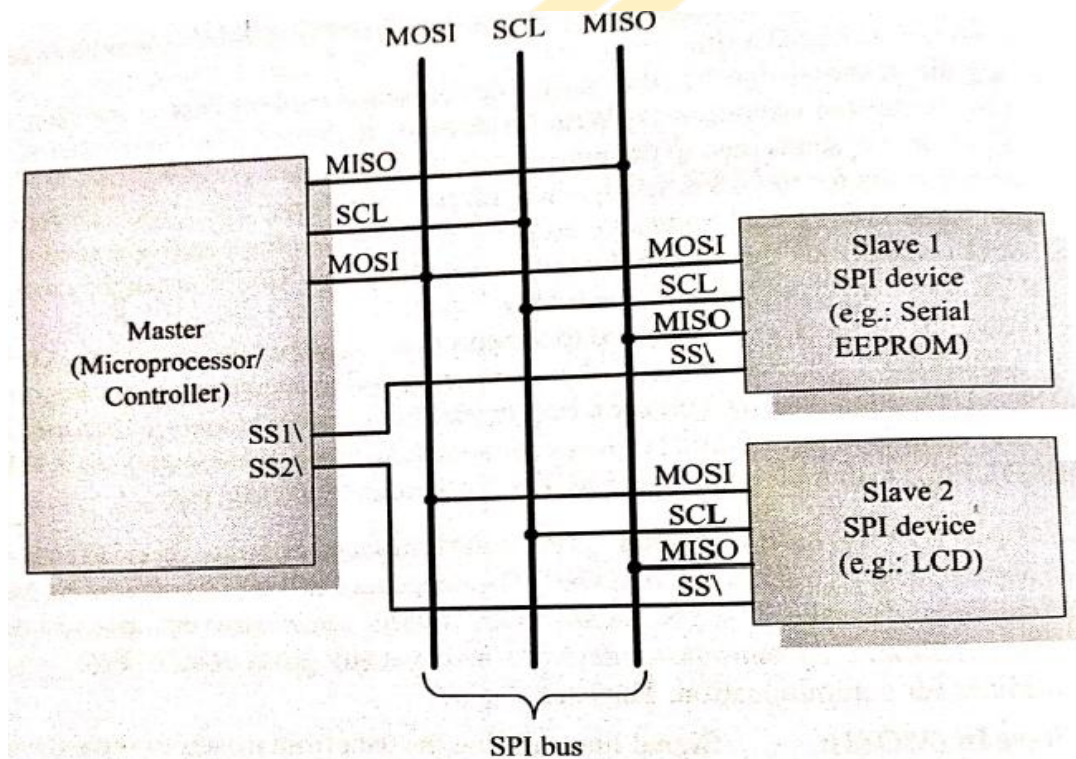 MOSI SCL MISO
MISO
SCL
MOSI
Master
(Microprocessor/
Controller)
SS1\
SS2\
MOSI
SCL
MISO
SS\
Slave 1
SPI device
(e.g.: Serial
EEPROM)
MOSI
SCL
MISO
SS\
Slave 2
SPI device
(e.g.: LCD)
SPI bus